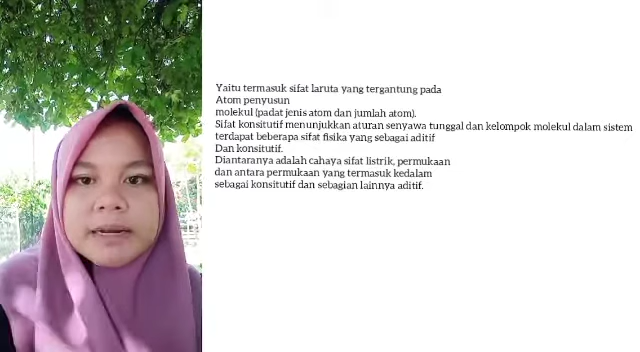 Yaitu termasuk sifat laruta yang tergantung pada
Atom penyusun
molekul (padat jenis atom dan jumlah atom).
Sifat konsitutif menunjukkan aturan senyawa tunggal dan kelompok molekul dalam sistem
terdapat beberapa sifat fisika yang sebagai aditif
Dan konsitutif.
Diantaranya adalah cahaya sifat listrik, permukaan
dan antara permukaan yang termasuk kedalam
sebagai konsitutif dan sebagian lainnya aditif.